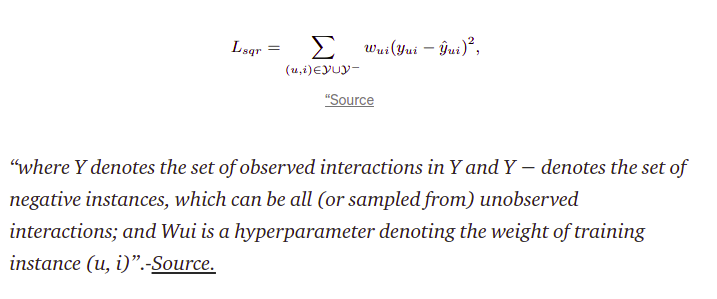 L_{sqr} = \sum_{(u,i)\in\mathcal{Y}\cup\mathcal{Y}^-} w_{ui}(y_{ui} - \hat{y}_{ui})^2,
“Source
“where Y denotes the set of observed interactions in Y and Y − denotes the set of
negative instances, which can be all (or sampled from) unobserved
interactions; and Wui is a hyperparameter denoting the weight of training
instance (u, i)”.-Source.